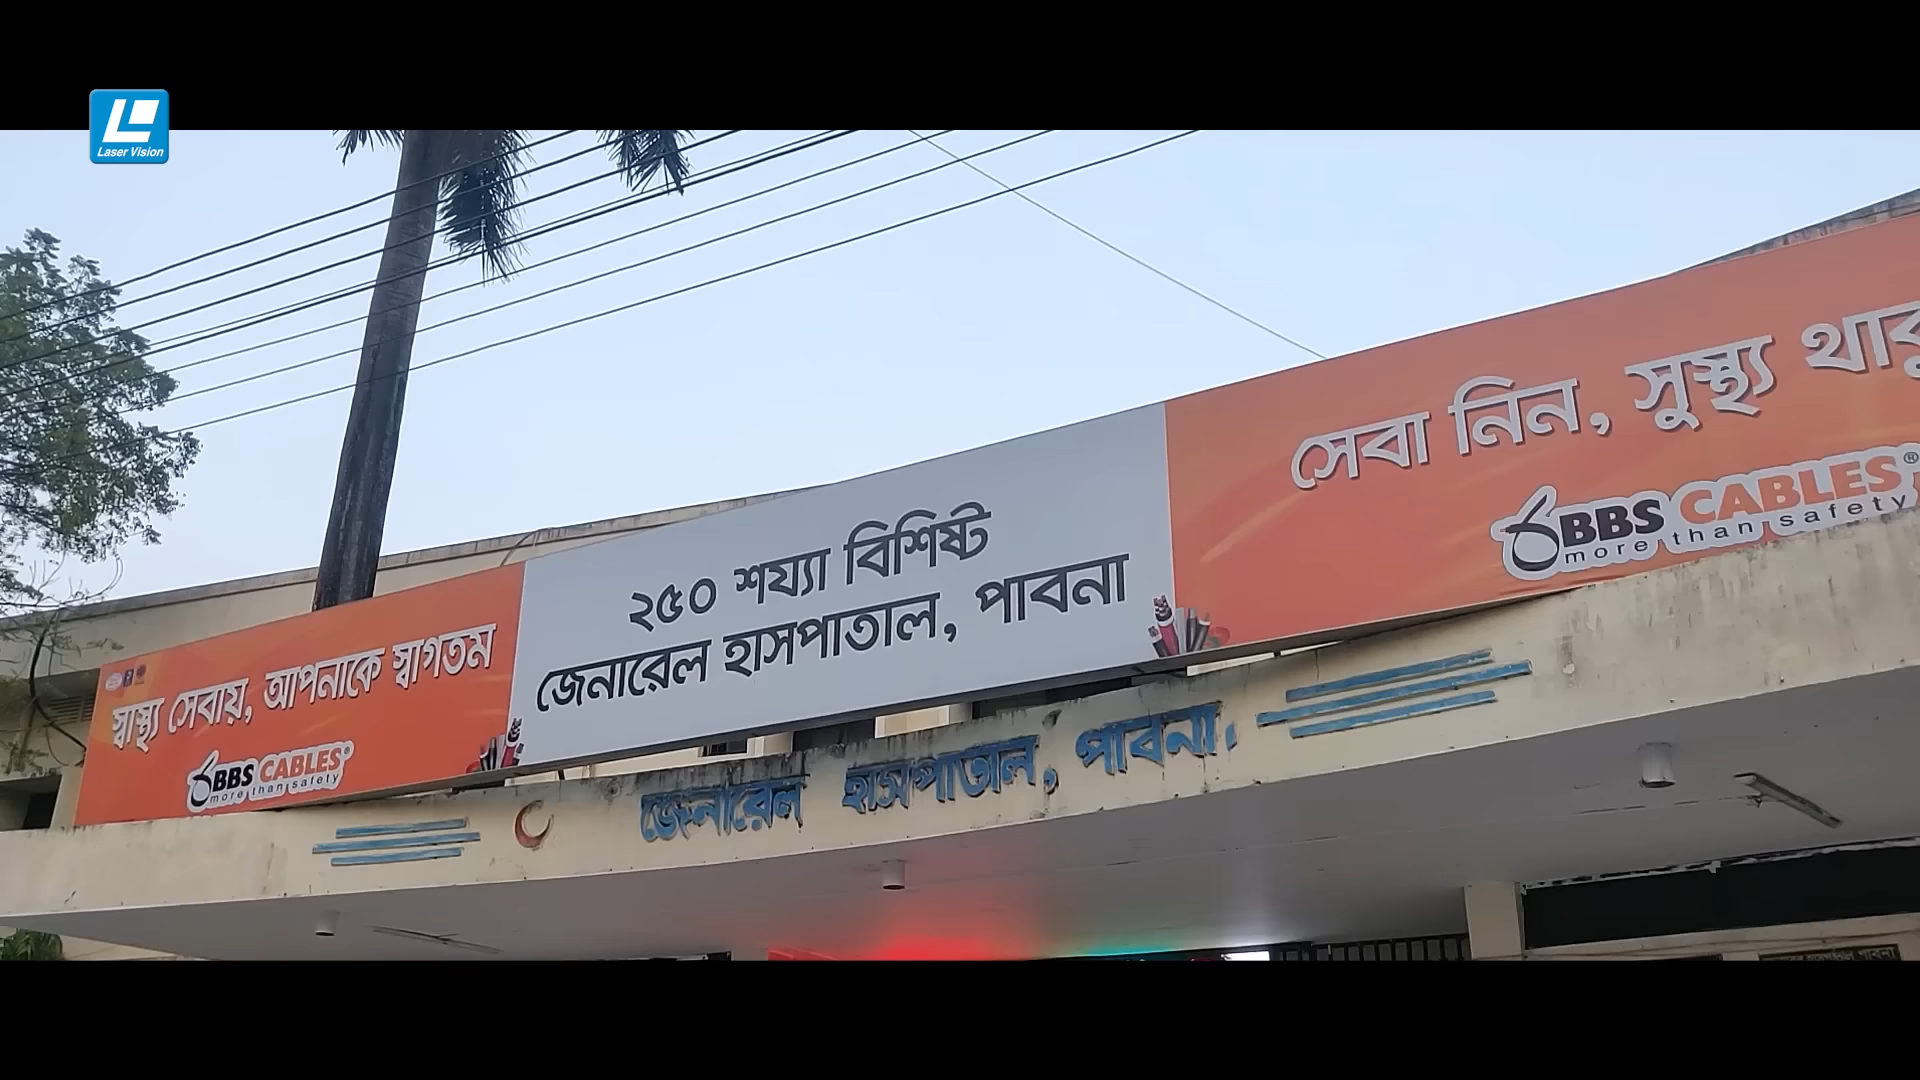 Laser Vision
স্বাস্থ্য সেবায়, আপনাকে স্বাগতম
BBS CABLES
more than safety
২৫০ শয্যা বিশিষ্ট
জেনারেল হাসপাতাল, পাবনা
সেবা নিন, সুস্থ্য
BBS CABLES®
more than safety
জেনারেল হাসপাতাল, পাবনা।